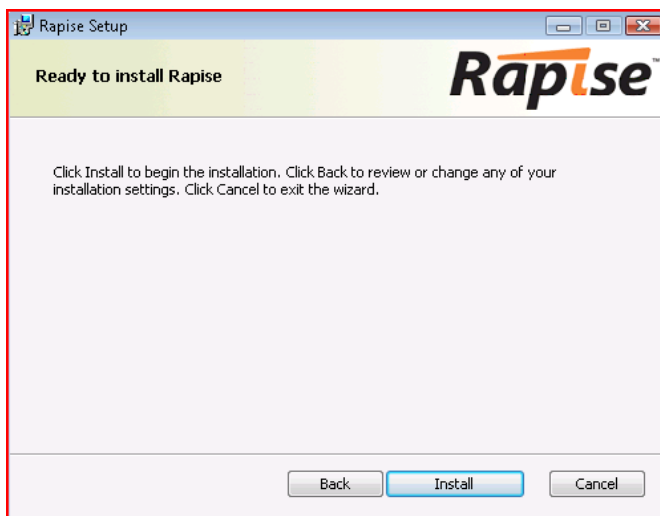 Rapise Setup
Ready to install Rapise
Rapise™
Click Install to begin the installation. Click Back to review or change any of your
installation settings. Click Cancel to exit the wizard.
Back
Install
Cancel